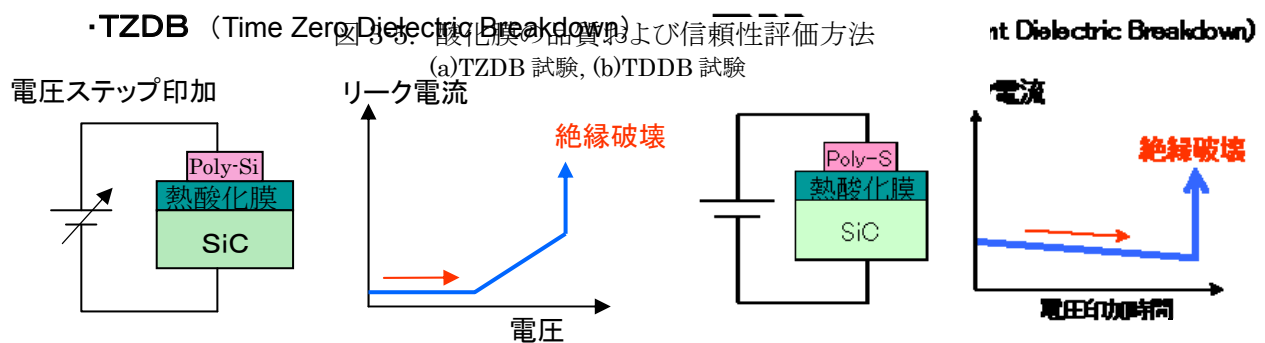 ・TZDB (Time Zero Dielectric Breakdown)
図 3-5. 酸化膜の品質および信頼性評価方法
(a)TZDB 試験, (b)TDDB 試験
nt Dielectric Breakdown)
電圧ステップ印加
Poly-Si
熱酸化膜
SiC
リーク電流
絶縁破壊
電圧
Poly-S
熱酸化膜
SiC
電流
絶縁破壊
電圧印加時間